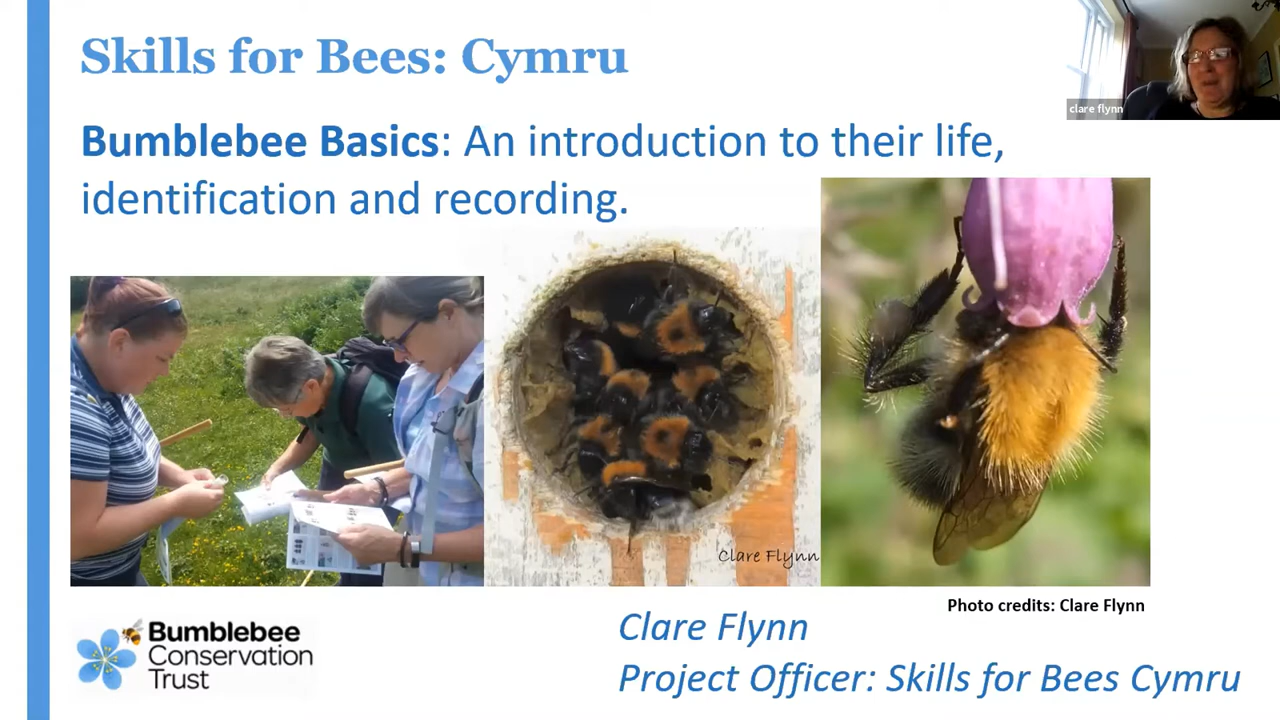 Skills for Bees: Cymru
clare flynn
Bumblebee Basics: An introduction to their life,
identification and recording.
Clare Flynn
Photo credits: Clare Flynn
Bumblebee
Conservation
Trust
Clare Flynn
Project Officer: Skills for Bees Cymru